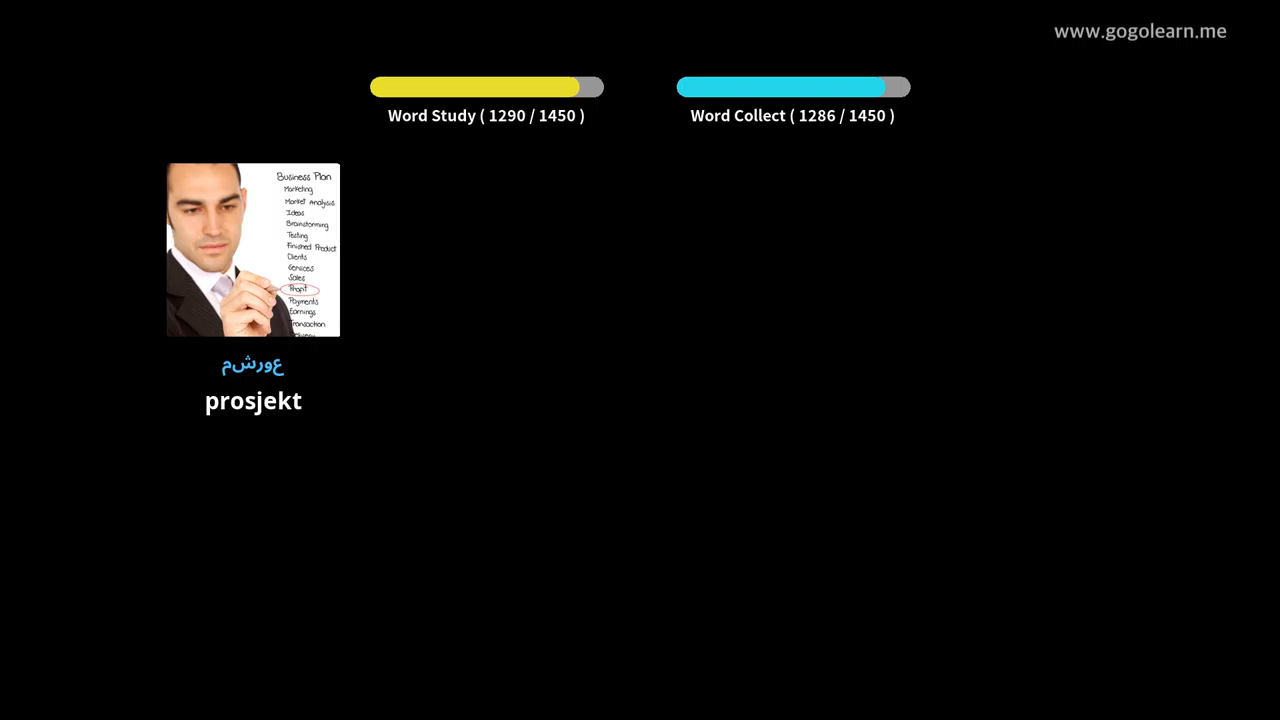 www.gogolearn.me
Word Study ( 1290 / 1450 )
Word Collect ( 1286 / 1450 )
Business Plan
Marketing
Market Analysis
Ideas
Brainstorming
Testing
Finished Product
Clients
Services
Sales
Profit
Payments
Earnings
Transaction
عورشم
prosjekt